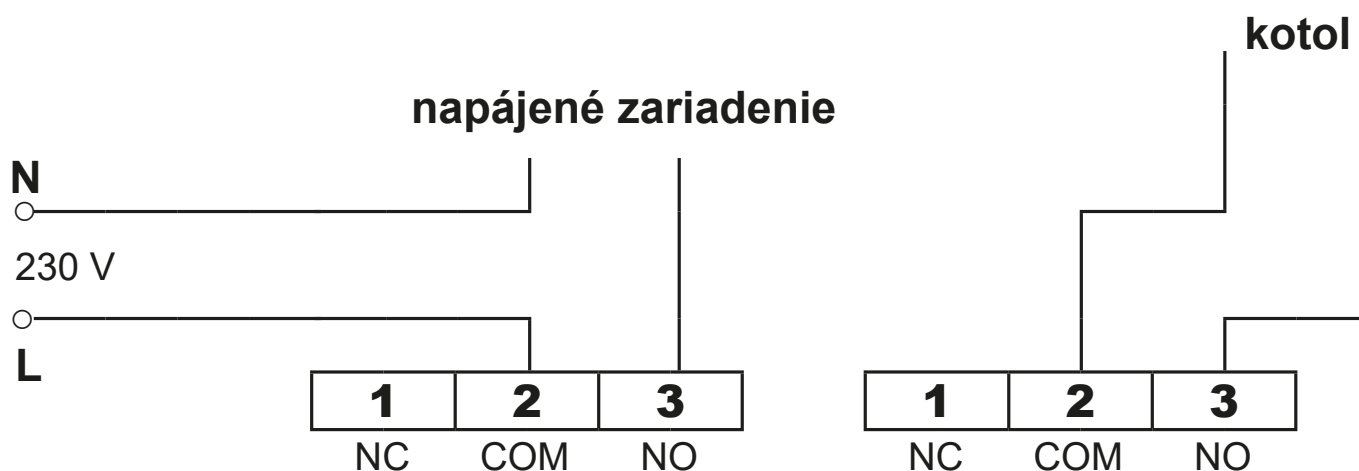 kotol
napájené zariadenie
N
230 V
L
1 2 3
NC COM NO
1 2 3
NC COM NO